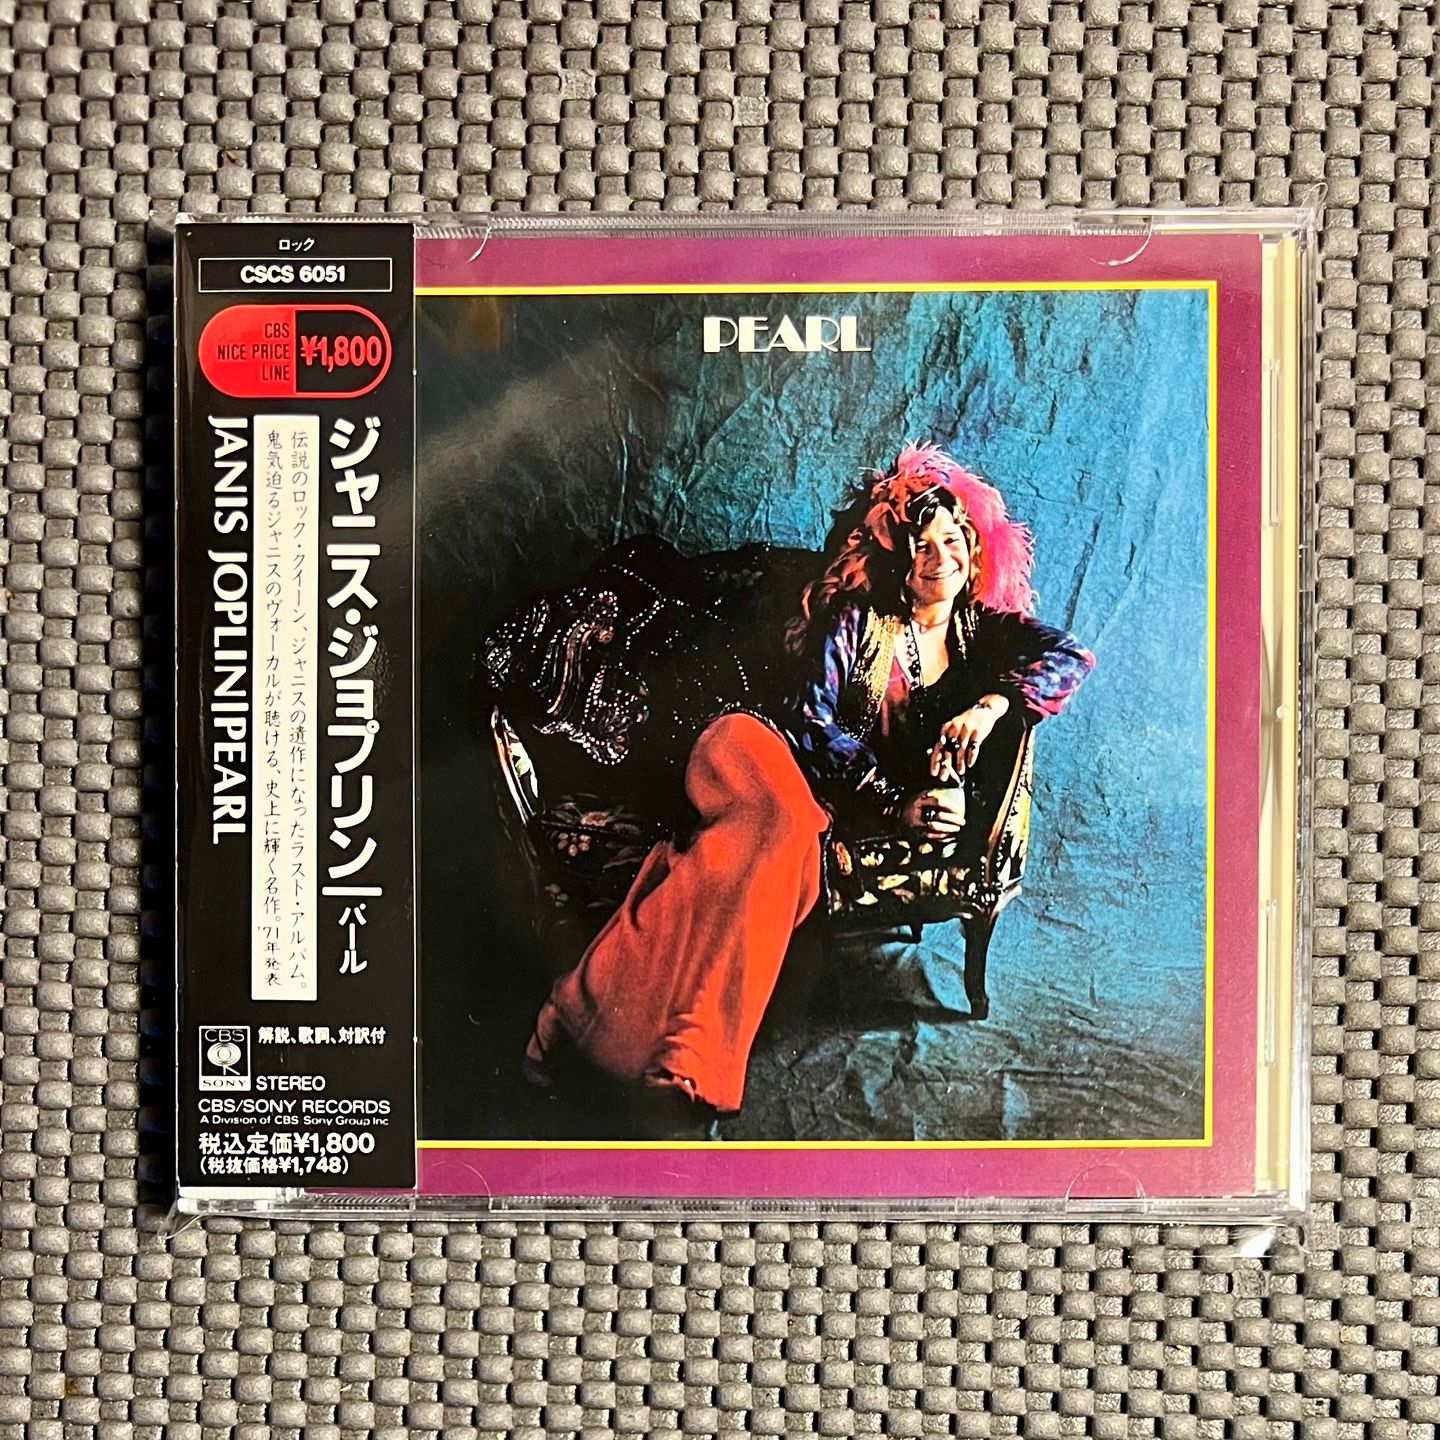 ロック
CSCS 6051
CBS
NICE PRICE
LINE
¥1,800
ジャニス・ジョプリン|パール
伝説のロック・クイーン、ジャニスの遺作になったラスト・アルバム。
鬼気迫るジャニスのヴォーカルが聴ける、史上に輝く名作。'71年発表
JANIS JOPLIN|PEARL
CBS
SONY
解説、歌詞、対訳付
STEREO
CBS/SONY RECORDS
A Division of CBS Sony Group Inc
税込定価¥1,800
(税抜価格¥1,748)
PEARL